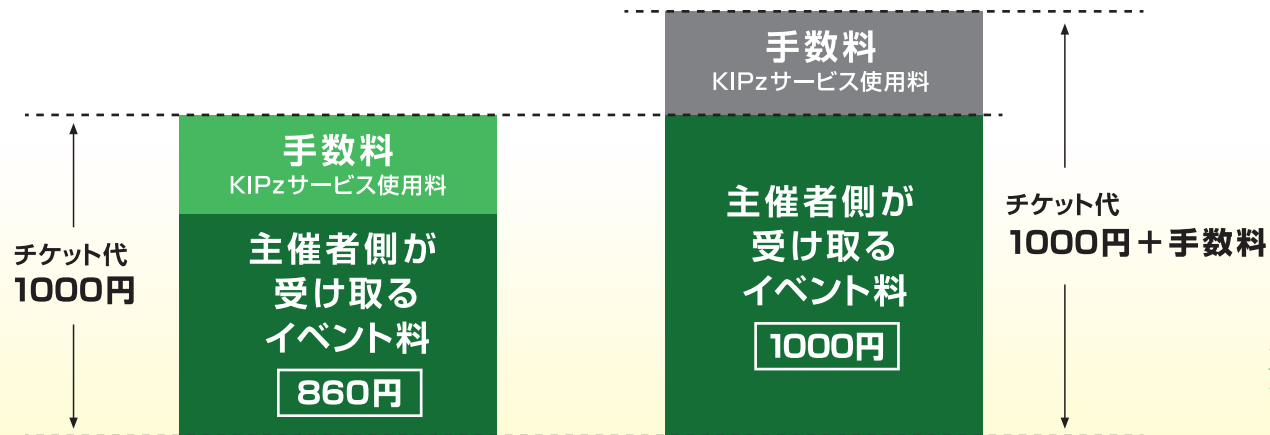 チケット代
1000円
手数料
KIPzサービス使用料
主催者側が
受け取る
イベント料
860円
手数料
KIPzサービス使用料
主催者側が
受け取る
イベント料
1000円
チケット代
1000円＋手数料